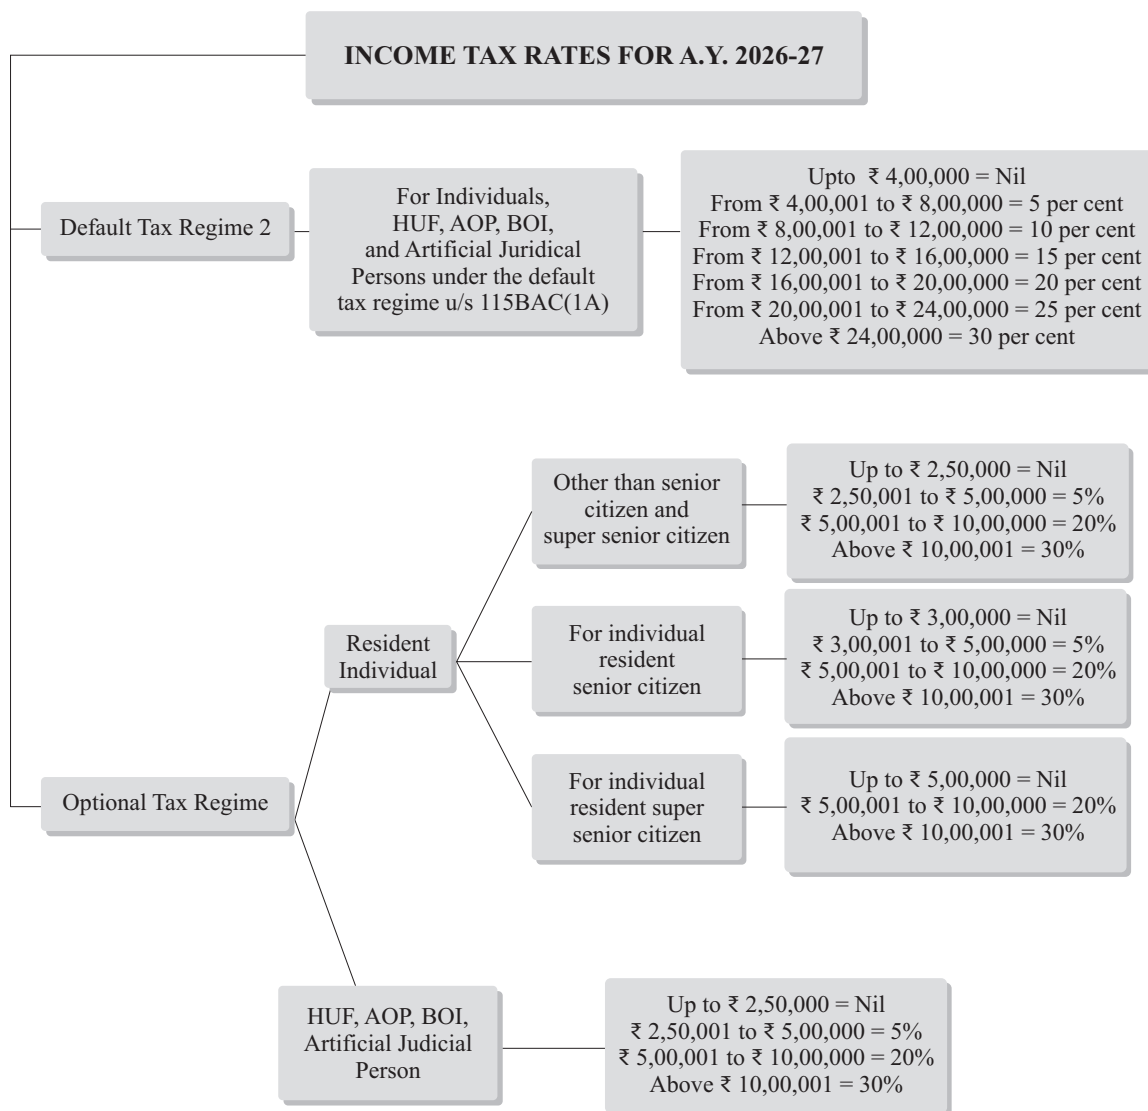 INCOME TAX RATES FOR A.Y. 2026-27
Default Tax Regime 2
For Individuals,
HUF, AOP, BOI,
and Artificial Juridical
Persons under the default
tax regime u/s 115BAC(1A)
Upto ₹ 4,00,000 = Nil
From ₹ 4,00,001 to ₹ 8,00,000 = 5 per cent
From ₹ 8,00,001 to ₹ 12,00,000 = 10 per cent
From ₹ 12,00,001 to ₹ 16,00,000 = 15 per cent
From ₹ 16,00,001 to ₹ 20,00,000 = 20 per cent
From ₹ 20,00,001 to ₹ 24,00,000 = 25 per cent
Above ₹ 24,00,000 = 30 per cent
Optional Tax Regime
Resident
Individual
Other than senior
citizen and
super senior citizen
Up to ₹ 2,50,000 = Nil
₹ 2,50,001 to ₹ 5,00,000 = 5%
₹ 5,00,001 to ₹ 10,00,000 = 20%
Above ₹ 10,00,001 = 30%
For individual
resident
senior citizen
Up to ₹ 3,00,000 = Nil
₹ 3,00,001 to ₹ 5,00,000 = 5%
₹ 5,00,001 to ₹ 10,00,000 = 20%
Above ₹ 10,00,001 = 30%
For individual
resident super
senior citizen
Up to ₹ 5,00,000 = Nil
₹ 5,00,001 to ₹ 10,00,000 = 20%
Above ₹ 10,00,001 = 30%
HUF, AOP, BOI,
Artificial Judicial
Person
Up to ₹ 2,50,000 = Nil
₹ 2,50,001 to ₹ 5,00,000 = 5%
₹ 5,00,001 to ₹ 10,00,000 = 20%
Above ₹ 10,00,001 = 30%